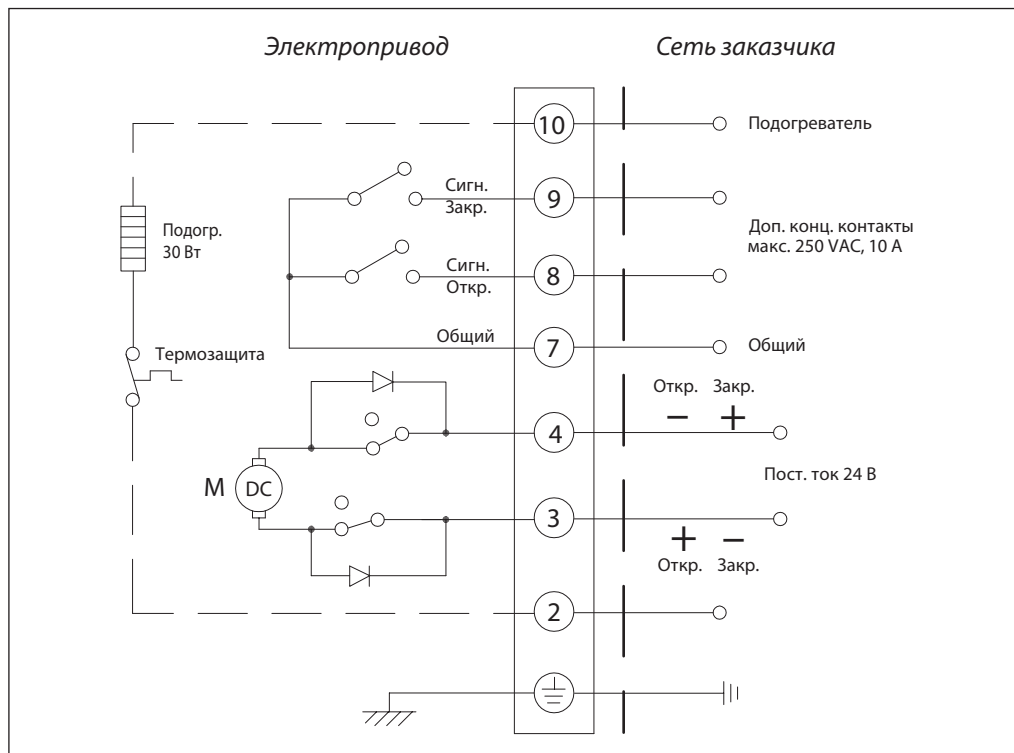 Электропривод
Сеть заказчика
10
Подогреватель
Сигн.
Закр.
9
Подогр.
30 Вт
Доп. конц. контакты
макс. 250 VAC, 10 А
Сигн.
Откр.
8
Общий
7
Общий
Термозащита
Откр. Закр.
− +
4
M
DC
Пост. ток 24 В
3
+ −
Откр. Закр.
2